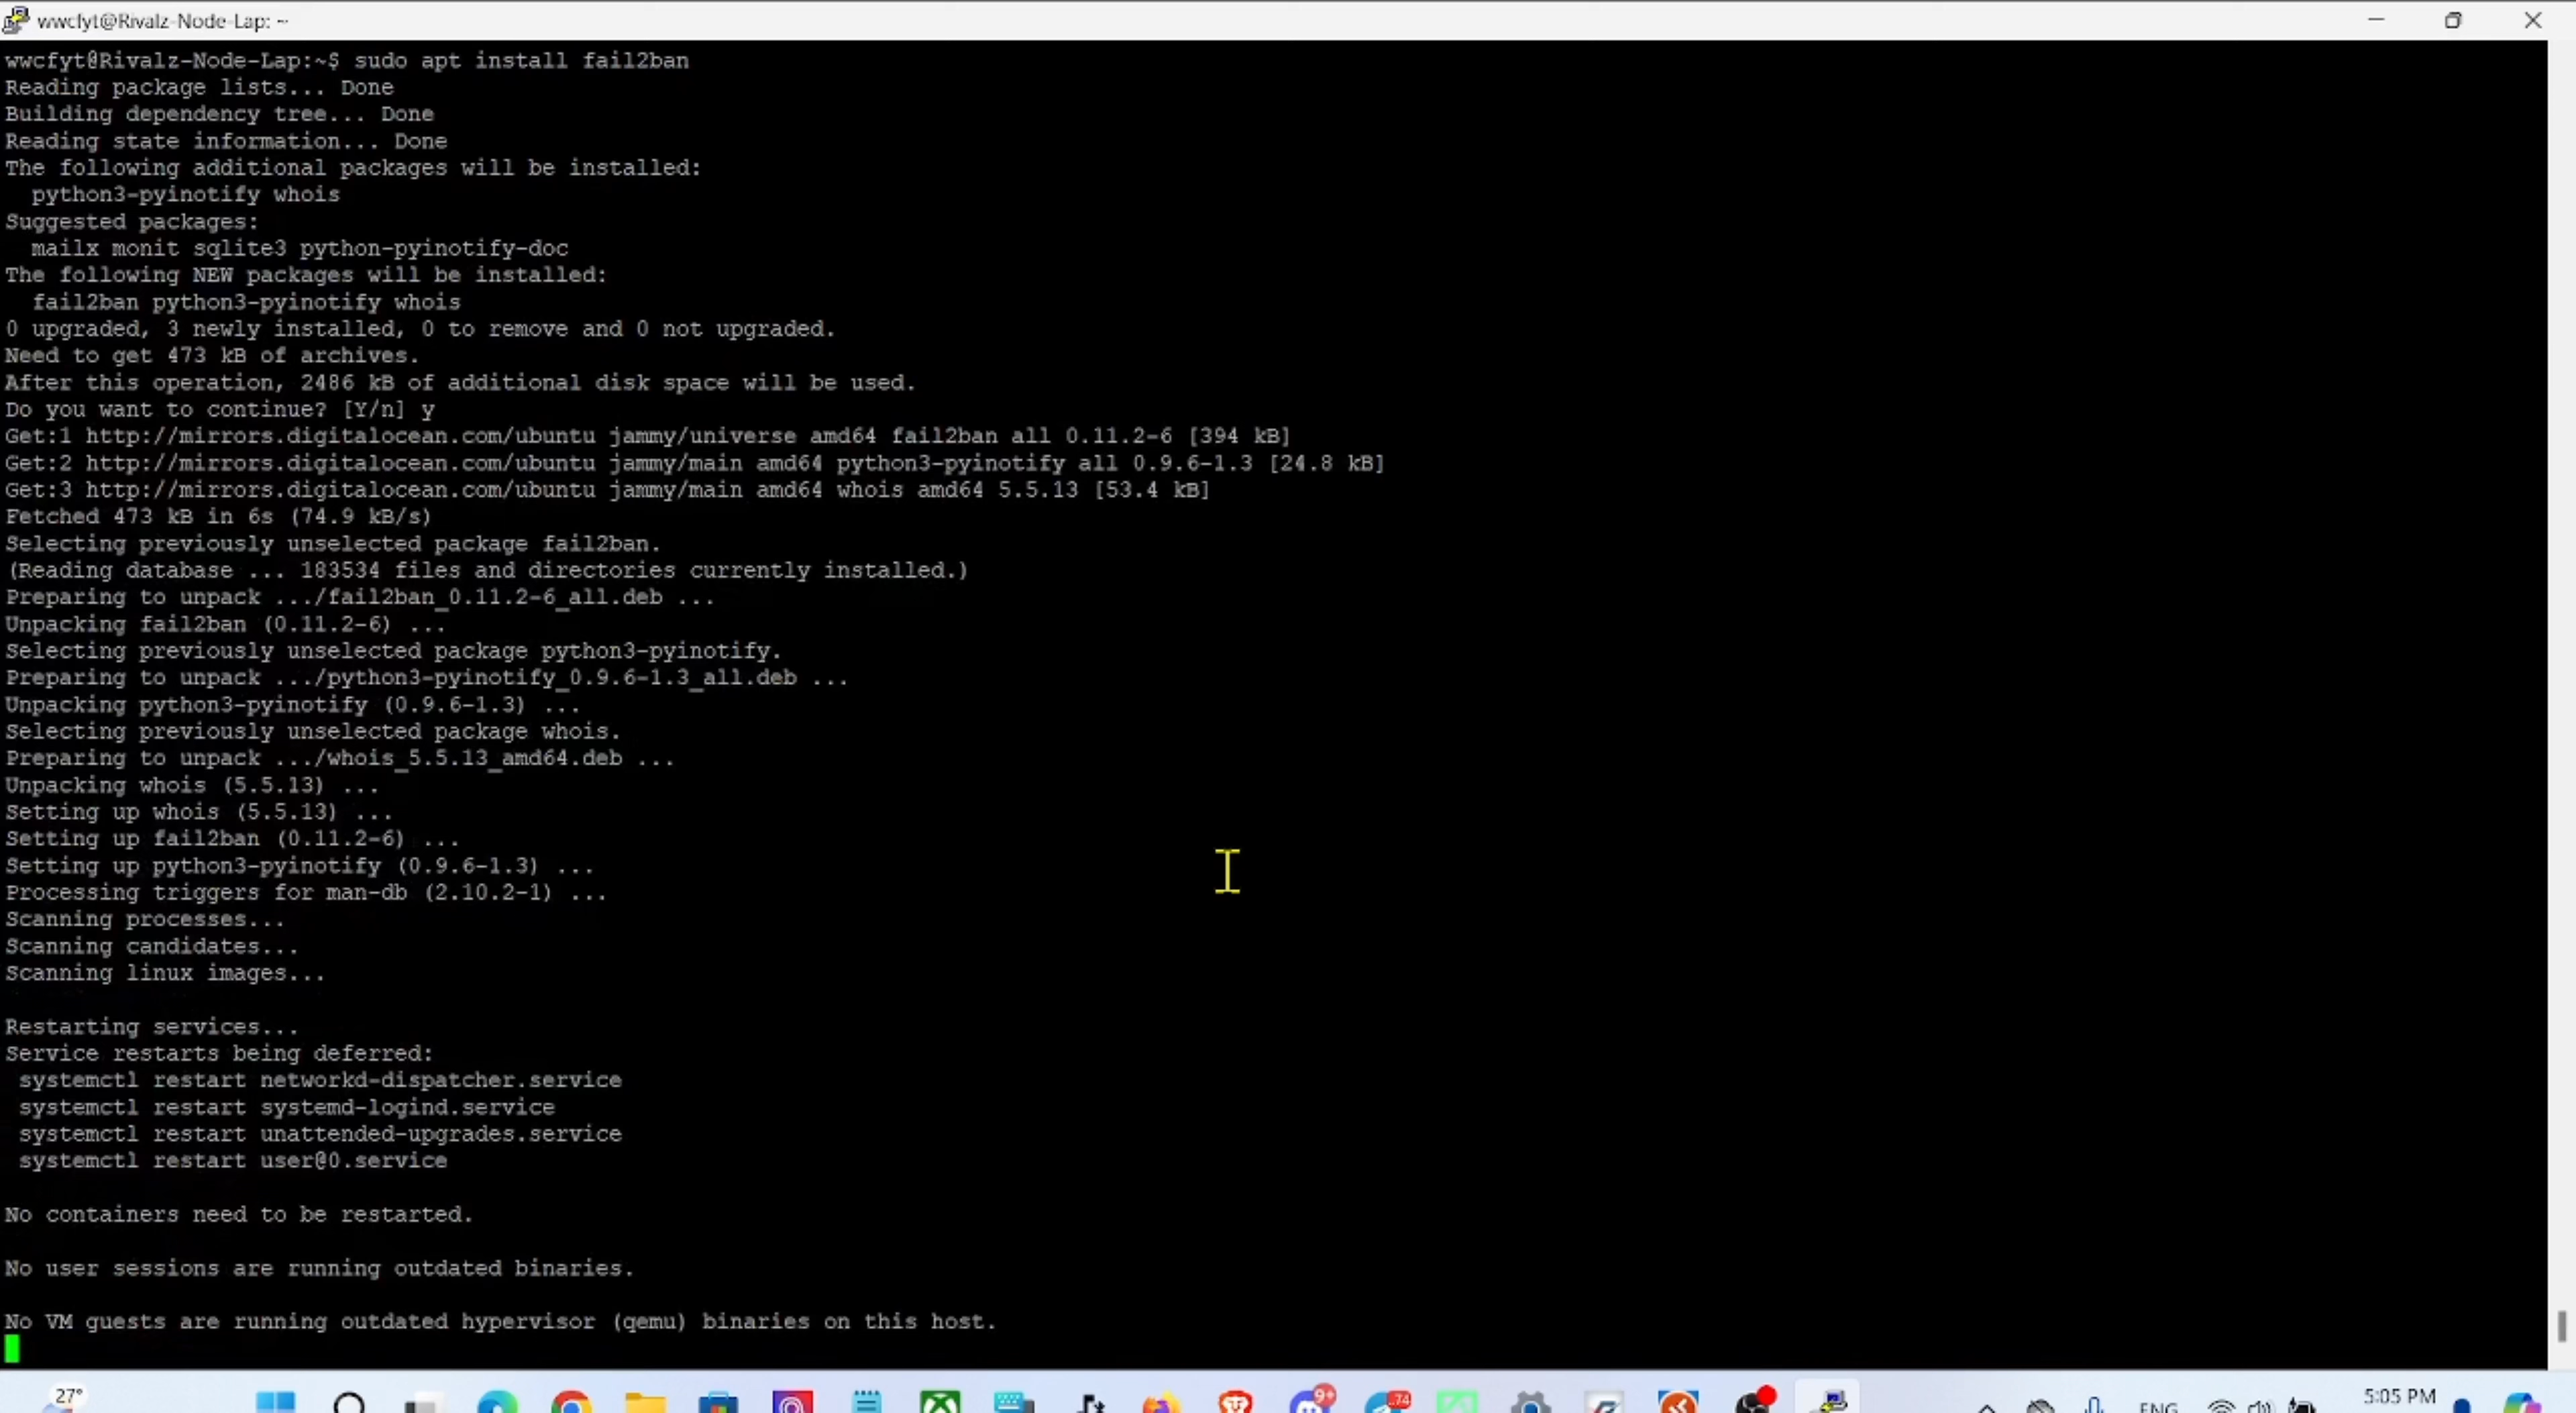 wwcfyt@Rivalz-Node-Lap: ~
wwcfyt@Rivalz-Node-Lap:~$ sudo apt install fail2ban
Reading package lists... Done
Building dependency tree... Done
Reading state information... Done
The following additional packages will be installed:
  python3-pyinotify whois
Suggested packages:
  mailx monit sqlite3 python-pyinotify-doc
The following NEW packages will be installed:
  fail2ban python3-pyinotify whois
0 upgraded, 3 newly installed, 0 to remove and 0 not upgraded.
Need to get 473 kB of archives.
After this operation, 2486 kB of additional disk space will be used.
Do you want to continue? [Y/n] y
Get:1 http://mirrors.digitalocean.com/ubuntu jammy/universe amd64 fail2ban all 0.11.2-6 [394 kB]
Get:2 http://mirrors.digitalocean.com/ubuntu jammy/main amd64 python3-pyinotify all 0.9.6-1.3 [24.8 kB]
Get:3 http://mirrors.digitalocean.com/ubuntu jammy/main amd64 whois amd64 5.5.13 [53.4 kB]
Fetched 473 kB in 6s (74.9 kB/s)
Selecting previously unselected package fail2ban.
(Reading database ... 183534 files and directories currently installed.)
Preparing to unpack .../fail2ban_0.11.2-6_all.deb ...
Unpacking fail2ban (0.11.2-6) ...
Selecting previously unselected package python3-pyinotify.
Preparing to unpack .../python3-pyinotify_0.9.6-1.3_all.deb ...
Unpacking python3-pyinotify (0.9.6-1.3) ...
Selecting previously unselected package whois.
Preparing to unpack .../whois_5.5.13_amd64.deb ...
Unpacking whois (5.5.13) ...
Setting up whois (5.5.13) ...
Setting up fail2ban (0.11.2-6) ...
Setting up python3-pyinotify (0.9.6-1.3) ...
Processing triggers for man-db (2.10.2-1) ...
Scanning processes...
Scanning candidates...
Scanning linux images...
Restarting services...
Service restarts being deferred:
 systemctl restart networkd-dispatcher.service
 systemctl restart systemd-logind.service
 systemctl restart unattended-upgrades.service
 systemctl restart user@0.service
No containers need to be restarted.
No user sessions are running outdated binaries.
No VM guests are running outdated hypervisor (qemu) binaries on this host.
27°
9+
74
ENG
5:05 PM